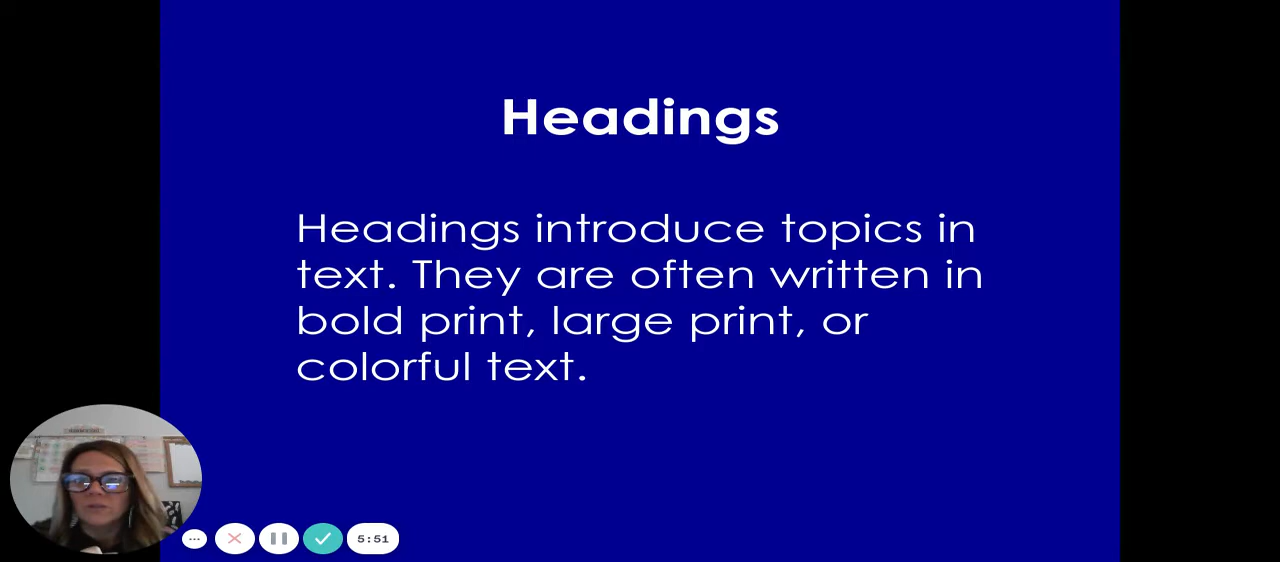 Headings
Headings introduce topics in
text. They are often written in
bold print, large print, or
colorful text.
5:51